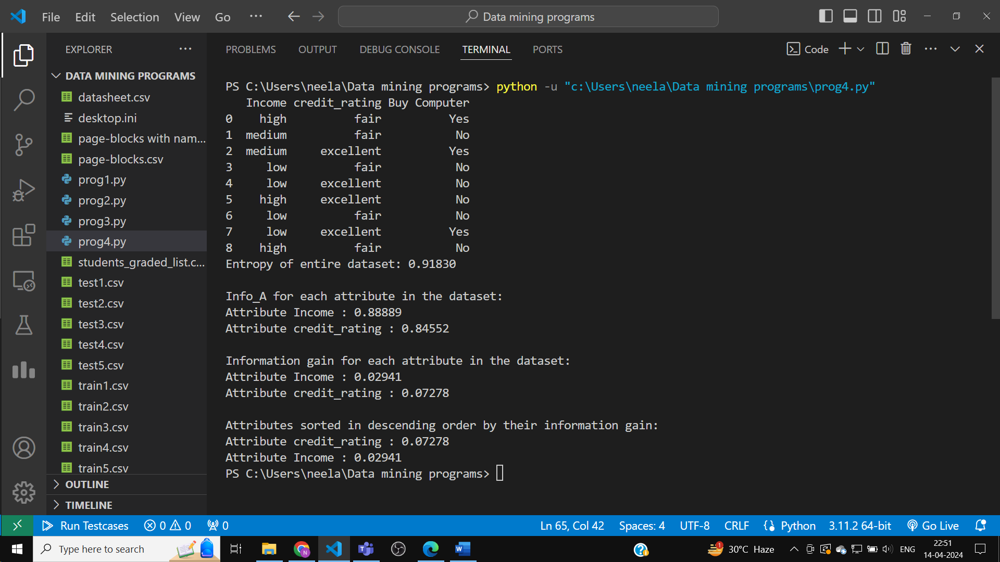 File Edit Selection View Go ··· Data mining programs
EXPLORER ···
DATA MINING PROGRAMS
datasheet.csv
desktop.ini
page-blocks with nam...
page-blocks.csv
prog1.py
prog2.py
prog3.py
prog4.py
students_graded_list.c...
test1.csv
test2.csv
test3.csv
test4.csv
test5.csv
train1.csv
train2.csv
train3.csv
train4.csv
train5.csv
OUTLINE
TIMELINE
PROBLEMS OUTPUT DEBUG CONSOLE TERMINAL PORTS Code
PS C:\Users\neela\Data mining programs> python -u "c:\Users\neela\Data mining programs\prog4.py"
Income credit_rating Buy Computer
0 high fair Yes
1 medium fair No
2 medium excellent Yes
3 low fair No
4 low excellent No
5 high excellent No
6 low fair No
7 low excellent Yes
8 high fair No
Entropy of entire dataset: 0.91830
Info_A for each attribute in the dataset:
Attribute Income : 0.88889
Attribute credit_rating : 0.84552
Information gain for each attribute in the dataset:
Attribute Income : 0.02941
Attribute credit_rating : 0.07278
Attributes sorted in descending order by their information gain:
Attribute credit_rating : 0.07278
Attribute Income : 0.02941
PS C:\Users\neela\Data mining programs>
Run Testcases 0 0 0 Ln 65, Col 42 Spaces: 4 UTF-8 CRLF Python 3.11.2 64-bit Go Live
Type here to search 30°C Haze ENG 22:51
14-04-2024